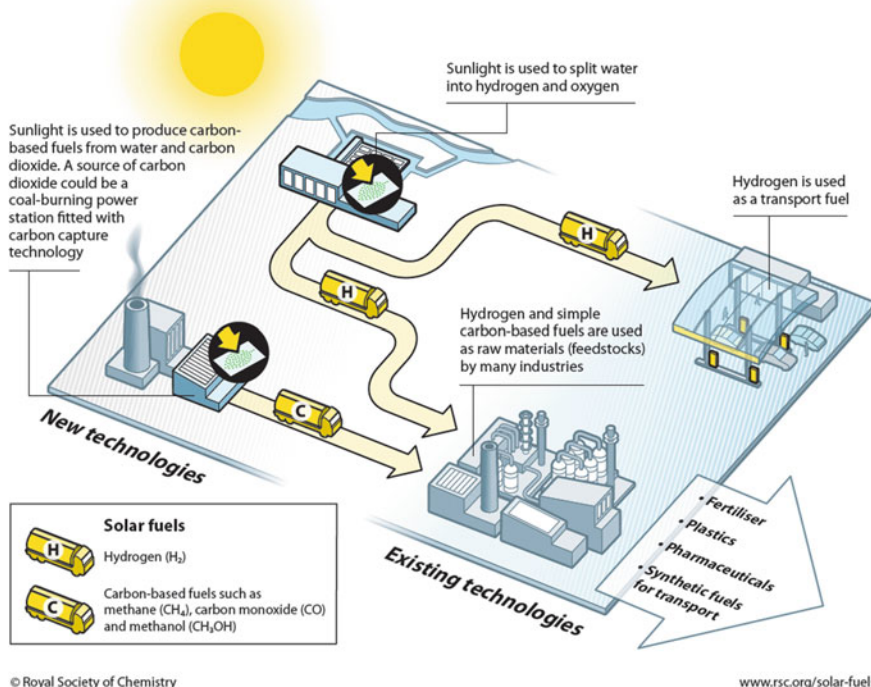 Sunlight is used to split water
into hydrogen and oxygen
Sunlight is used to produce carbon-
based fuels from water and carbon
dioxide. A source of carbon
dioxide could be a
coal-burning power
station fitted with
carbon capture
technology
Hydrogen is used
as a transport fuel
H
H
Hydrogen and simple
carbon-based fuels are used
as raw materials (feedstocks)
by many industries
C
New technologies
Existing technologies
• Fertiliser
• Plastics
• Pharmaceuticals
• Synthetic fuels
for transport
Solar fuels
H
Hydrogen (H₂)
C
Carbon-based fuels such as
methane (CH₄), carbon monoxide (CO)
and methanol (CH₃OH)
© Royal Society of Chemistry
www.rsc.org/solar-fuel